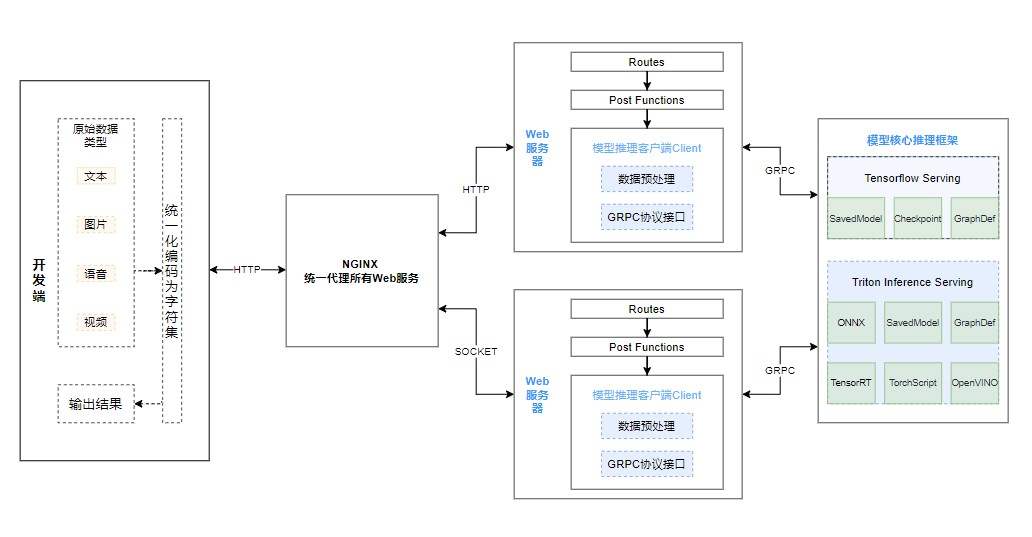 开发端
原始数据
类型
文本
图片
语音
视频
输出结果
统一化编码为字符集
HTTP
NGINX
统一代理所有Web服务
HTTP
SOCKET
Web
服务
器
Routes
Post Functions
模型推理客户端Client
数据预处理
GRPC协议接口
Web
服务
器
Routes
Post Functions
模型推理客户端Client
数据预处理
GRPC协议接口
GRPC
GRPC
模型核心推理框架
Tensorflow Serving
SavedModel
Checkpoint
GraphDef
Triton Inference Serving
ONNX
SavedModel
GraphDef
TensorRT
TorchScript
OpenVINO